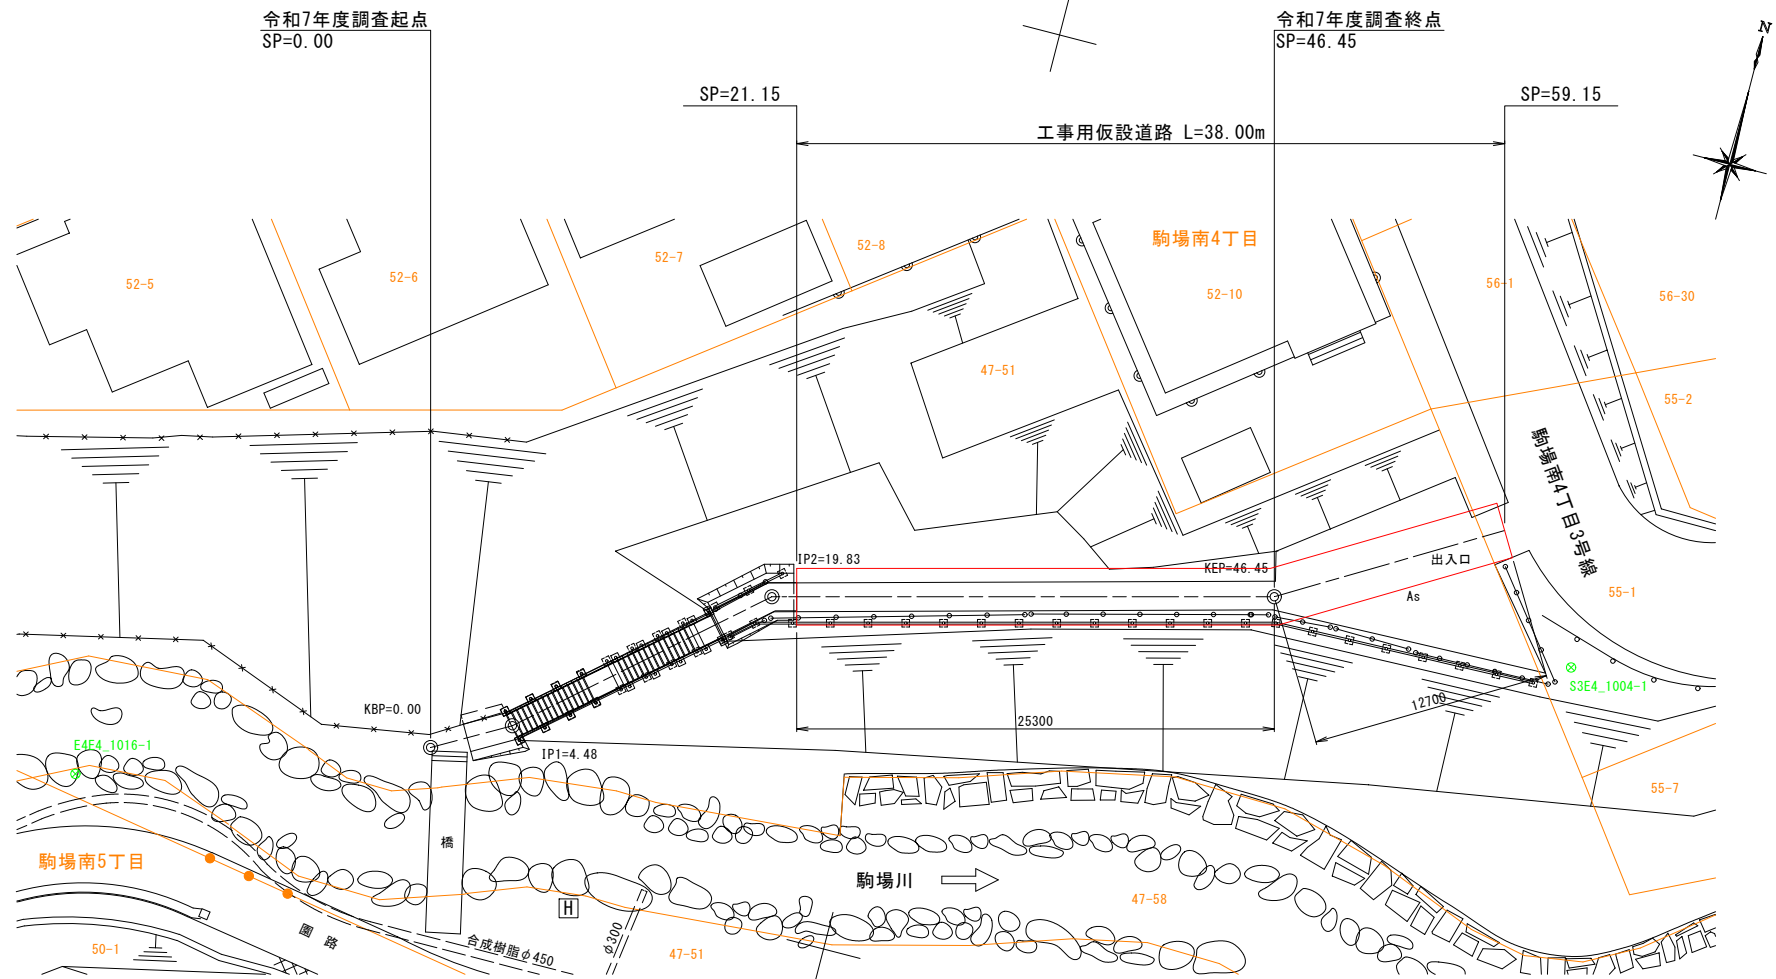 令和7年度調査起点
SP=0.00
令和7年度調査終点
SP=46.45
N
SP=21.15
SP=59.15
工事用仮設道路 L=38.00m
駒場南4丁目
52-5
52-6
52-7
52-8
52-10
56-1
56-30
47-51
55-2
駒場南4丁目3号線
IP2=19.83
KEP=46.45
出入口
As
55-1
S3E4_1004-1
KBP=0.00
12700
25300
E4E4_1016-1
IP1=4.48
55-7
橋
駒場南5丁目
駒場川
47-58
H
園路
合成樹脂φ450
φ300
50-1
47-51